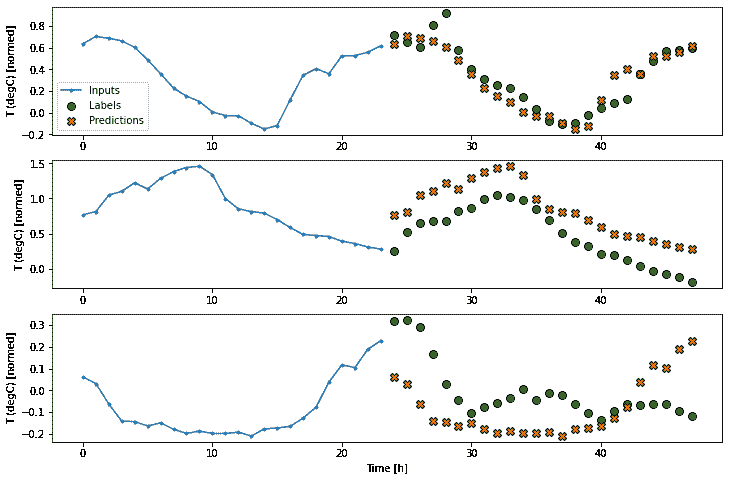 T (degC) [normed]
0.8
0.6
0.4
0.2
0.0
−0.2
Inputs
Labels
Predictions
0 10 20 30 40
T (degC) [normed]
1.5
1.0
0.5
0.0
0 10 20 30 40
T (degC) [normed]
0.3
0.2
0.1
0.0
−0.1
−0.2
0 10 20 30 40
Time [h]